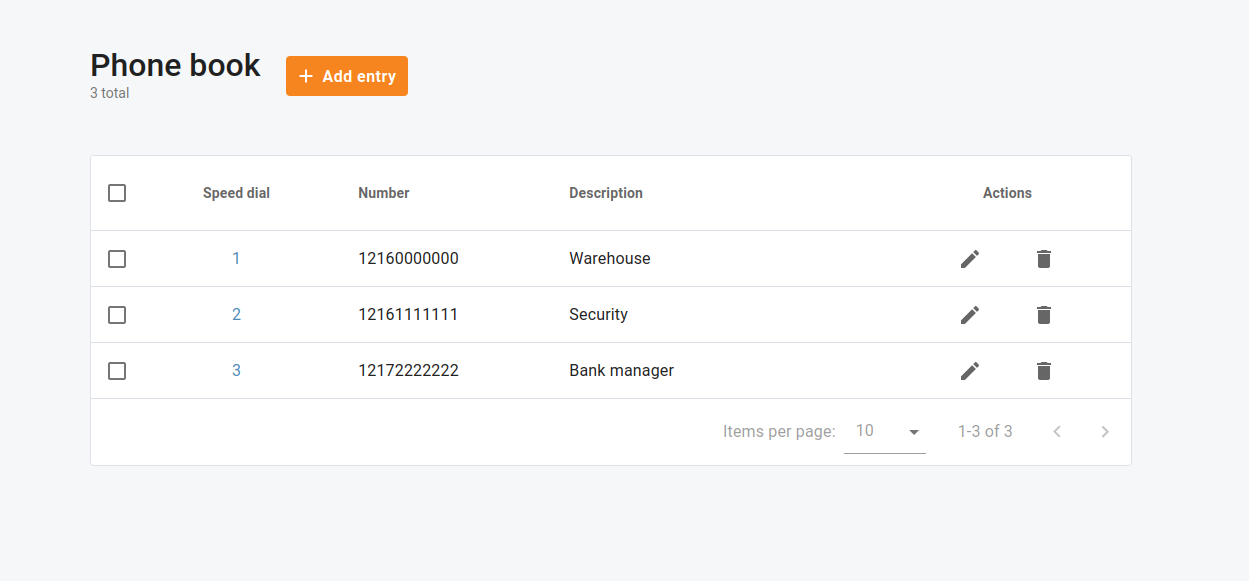 Phone book
3 total
Add entry
Speed dial Number Description Actions
1 12160000000 Warehouse
2 12161111111 Security
3 12172222222 Bank manager
Items per page: 10 1-3 of 3